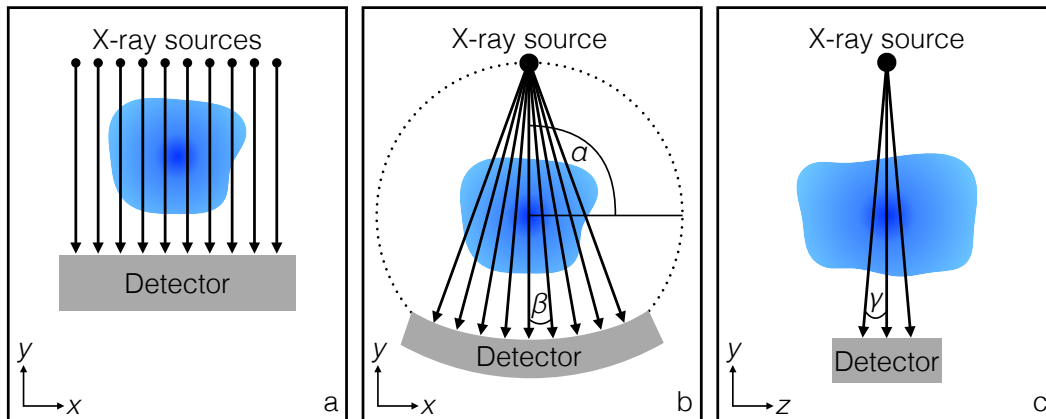 X-ray sources
Detector
y
x
a
X-ray source
α
β
Detector
y
x
b
X-ray source
γ
Detector
y
z
c